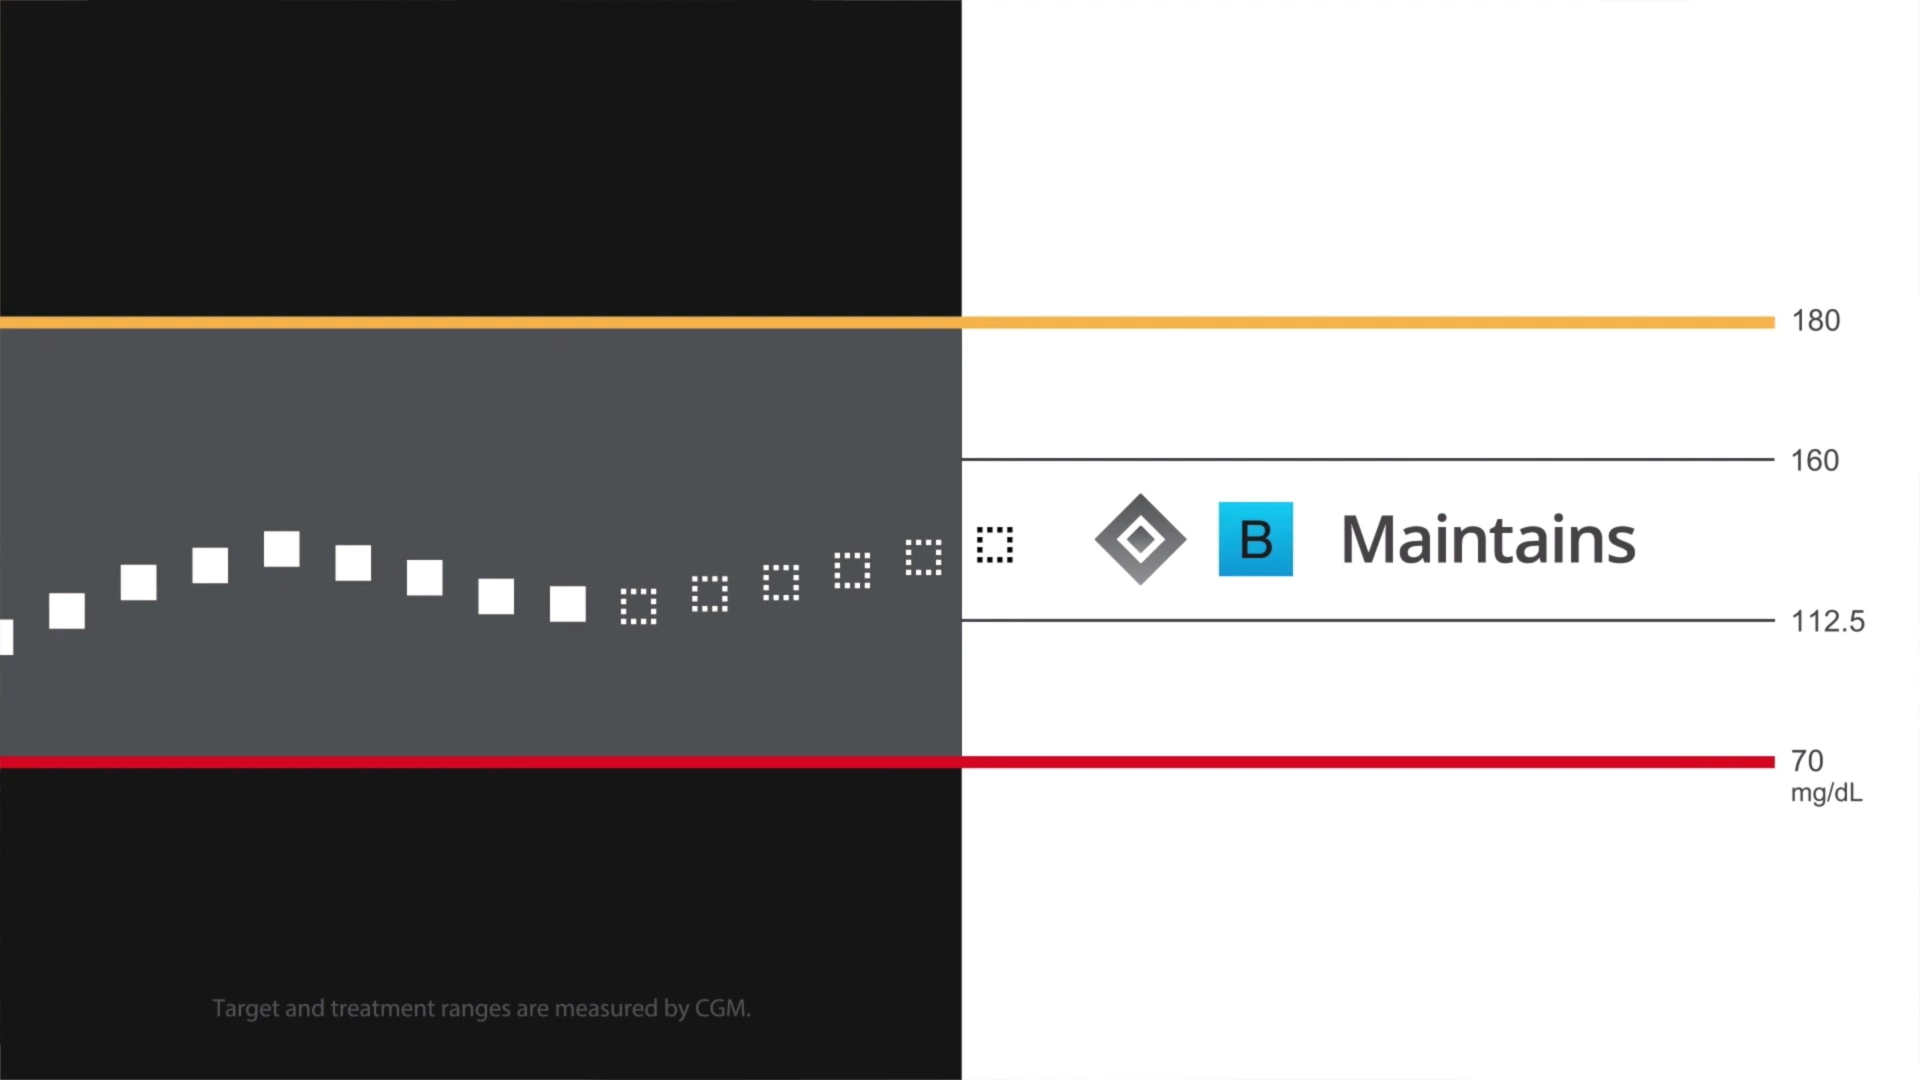 180
160
B Maintains
112.5
70
mg/dL
Target and treatment ranges are measured by CGM.